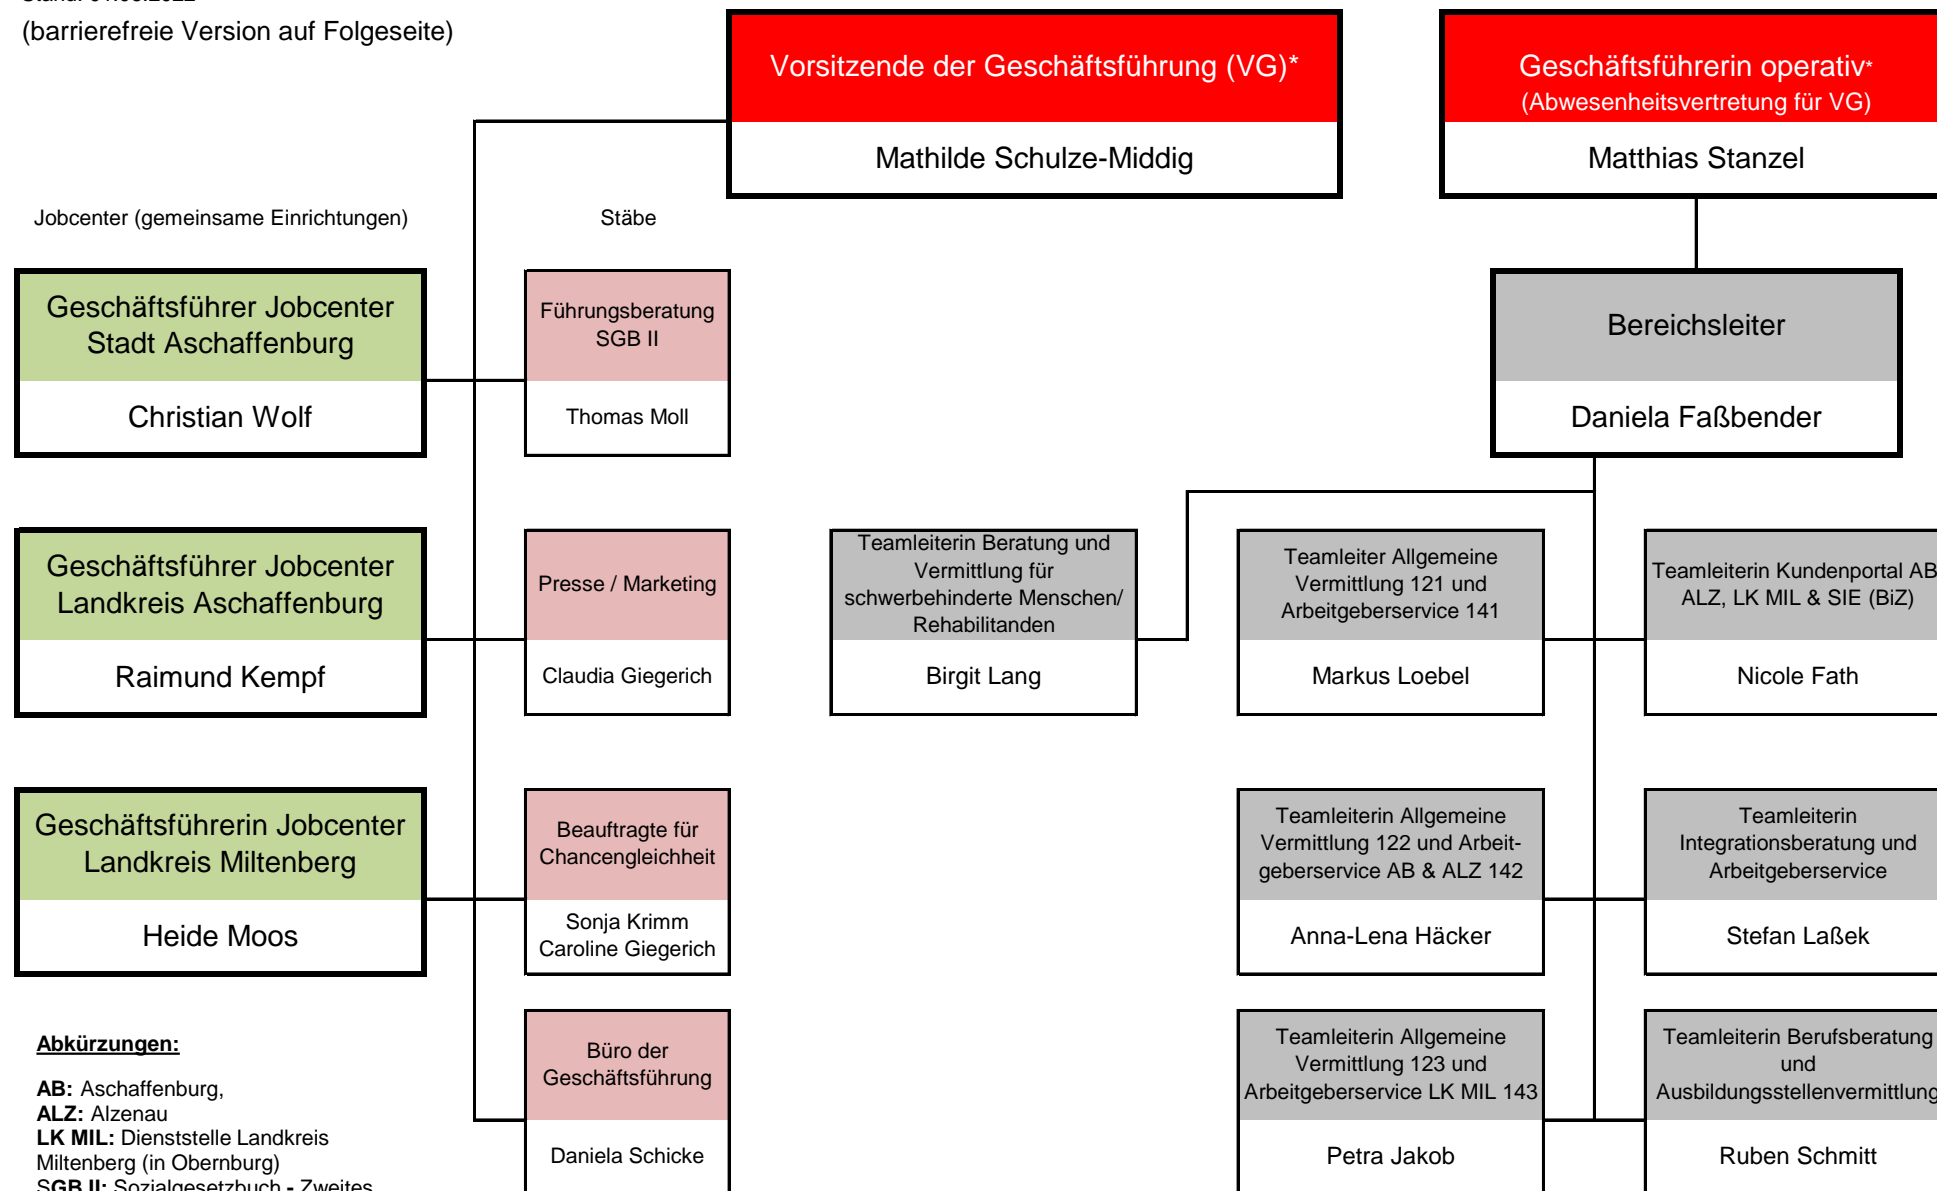 (barrierefreie Version auf Folgeseite)
Vorsitzende der Geschäftsführung (VG)*
Mathilde Schulze-Middig
Geschäftsführerin operativ*
(Abwesenheitsvertretung für VG)
Matthias Stanzel
Jobcenter (gemeinsame Einrichtungen)
Stäbe
Geschäftsführer Jobcenter
Stadt Aschaffenburg
Christian Wolf
Führungsberatung
SGB II
Thomas Moll
Bereichsleiter
Daniela Faßbender
Geschäftsführer Jobcenter
Landkreis Aschaffenburg
Raimund Kempf
Presse / Marketing
Claudia Giegerich
Teamleiterin Beratung und
Vermittlung für
schwerbehinderte Menschen/
Rehabilitanden
Birgit Lang
Teamleiter Allgemeine
Vermittlung 121 und
Arbeitgeberservice 141
Markus Loebel
Teamleiterin Kundenportal AB
ALZ, LK MIL & SIE (BiZ)
Nicole Fath
Geschäftsführerin Jobcenter
Landkreis Miltenberg
Heide Moos
Beauftragte für
Chancengleichheit
Sonja Krimm
Caroline Giegerich
Teamleiterin Allgemeine
Vermittlung 122 und Arbeit-
geberservice AB & ALZ 142
Anna-Lena Häcker
Teamleiterin
Integrationsberatung und
Arbeitgeberservice
Stefan Laßek
Abkürzungen:
AB: Aschaffenburg,
ALZ: Alzenau
LK MIL: Dienststelle Landkreis
Miltenberg (in Obernburg)
SGB II: Sozialgesetzbuch - Zweites
Büro der
Geschäftsführung
Daniela Schicke
Teamleiterin Allgemeine
Vermittlung 123 und
Arbeitgeberservice LK MIL 143
Petra Jakob
Teamleiterin Berufsberatung
und
Ausbildungsstellenvermittlung
Ruben Schmitt